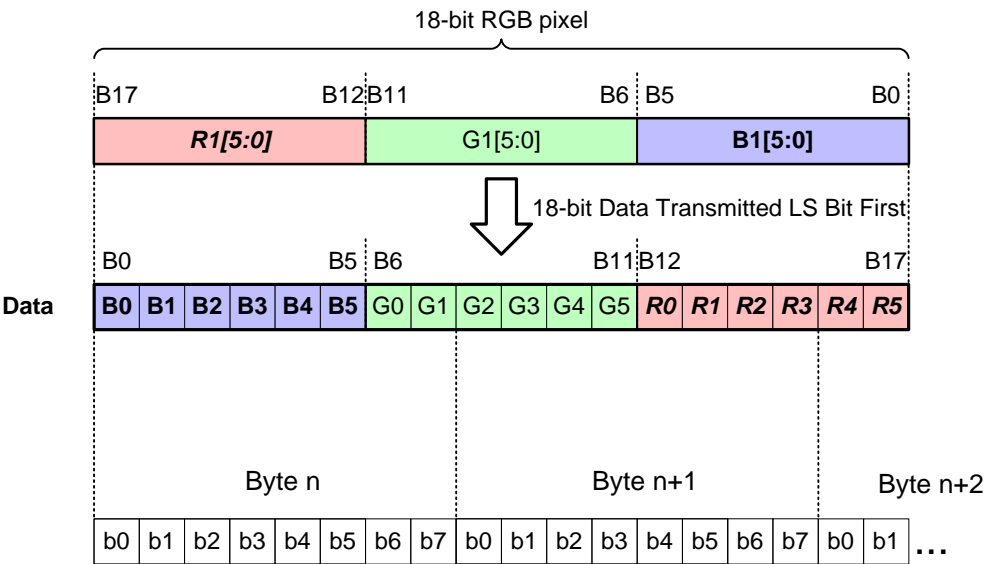 18-bit RGB pixel
B17 B12 B11 B6 B5 B0
R1[5:0] G1[5:0] B1[5:0]
18-bit Data Transmitted LS Bit First
B0 B5 B6 B11 B12 B17
Data B0 B1 B2 B3 B4 B5 G0 G1 G2 G3 G4 G5 R0 R1 R2 R3 R4 R5
Byte n Byte n+1 Byte n+2
b0 b1 b2 b3 b4 b5 b6 b7 b0 b1 b2 b3 b4 b5 b6 b7 b0 b1 ...